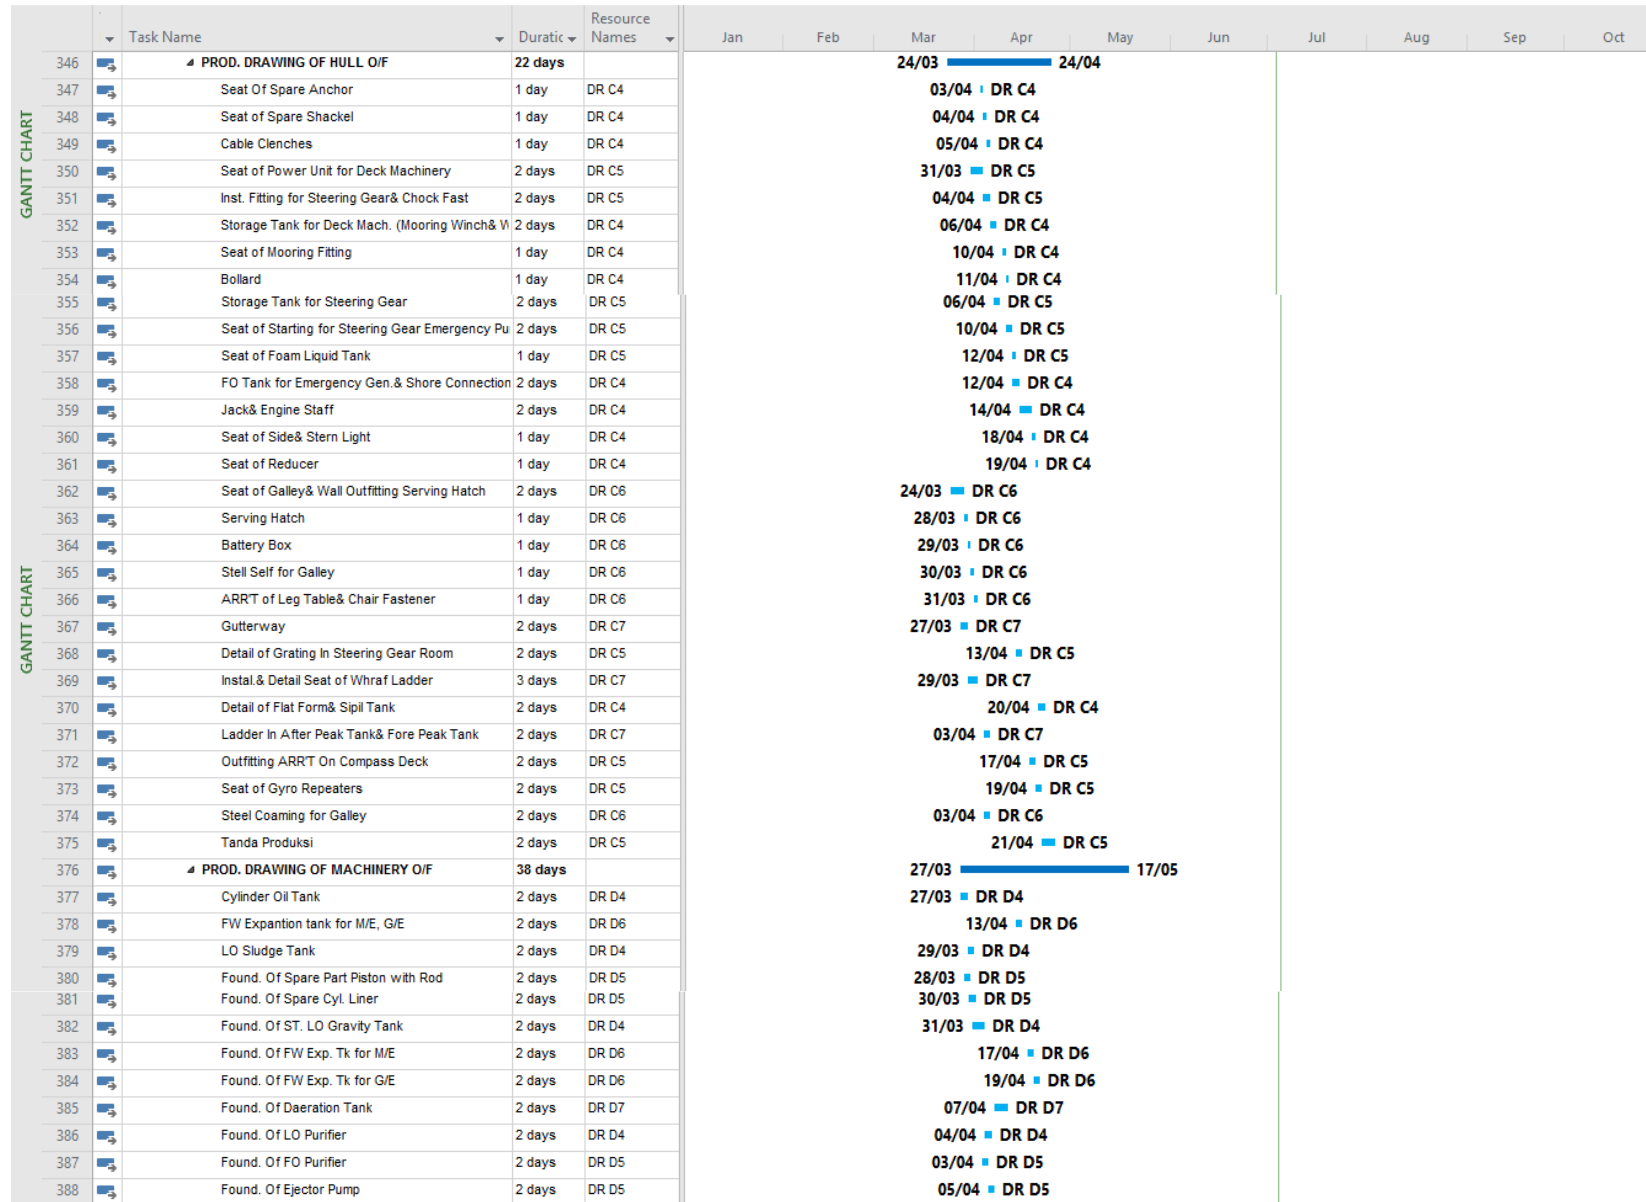 Task Name Duratic Resource Names Jan Feb Mar Apr May Jun Jul Aug Sep Oct
GANTT CHART
346 PROD. DRAWING OF HULL O/F 22 days 24/03 24/04
347 Seat Of Spare Anchor 1 day DR C4 03/04 DR C4
348 Seat of Spare Shackel 1 day DR C4 04/04 DR C4
349 Cable Clenches 1 day DR C4 05/04 DR C4
350 Seat of Power Unit for Deck Machinery 2 days DR C5 31/03 DR C5
351 Inst. Fitting for Steering Gear& Chock Fast 2 days DR C5 04/04 DR C5
352 Storage Tank for Deck Mach. (Mooring Winch& W 2 days DR C4 06/04 DR C4
353 Seat of Mooring Fitting 1 day DR C4 10/04 DR C4
354 Bollard 1 day DR C4 11/04 DR C4
GANTT CHART
355 Storage Tank for Steering Gear 2 days DR C5 06/04 DR C5
356 Seat of Starting for Steering Gear Emergency Pu 2 days DR C5 10/04 DR C5
357 Seat of Foam Liquid Tank 1 day DR C5 12/04 DR C5
358 FO Tank for Emergency Gen.& Shore Connection 2 days DR C4 12/04 DR C4
359 Jack& Engine Staff 2 days DR C4 14/04 DR C4
360 Seat of Side& Stern Light 1 day DR C4 18/04 DR C4
361 Seat of Reducer 1 day DR C4 19/04 DR C4
362 Seat of Galley& Wall Outfitting Serving Hatch 2 days DR C6 24/03 DR C6
363 Serving Hatch 1 day DR C6 28/03 DR C6
364 Battery Box 1 day DR C6 29/03 DR C6
365 Stell Self for Galley 1 day DR C6 30/03 DR C6
366 ARR'T of Leg Table& Chair Fastener 1 day DR C6 31/03 DR C6
367 Gutterway 2 days DR C7 27/03 DR C7
368 Detail of Grating In Steering Gear Room 2 days DR C5 13/04 DR C5
369 Instal.& Detail Seat of Whraf Ladder 3 days DR C7 29/03 DR C7
370 Detail of Flat Form& Sipil Tank 2 days DR C4 20/04 DR C4
371 Ladder In After Peak Tank& Fore Peak Tank 2 days DR C7 03/04 DR C7
372 Outfitting ARR'T On Compass Deck 2 days DR C5 17/04 DR C5
373 Seat of Gyro Repeaters 2 days DR C5 19/04 DR C5
374 Steel Coaming for Galley 2 days DR C6 03/04 DR C6
375 Tanda Produksi 2 days DR C5 21/04 DR C5
376 PROD. DRAWING OF MACHINERY O/F 38 days 27/03 17/05
377 Cylinder Oil Tank 2 days DR D4 27/03 DR D4
378 FW Expantion tank for M/E, G/E 2 days DR D6 13/04 DR D6
379 LO Sludge Tank 2 days DR D4 29/03 DR D4
380 Found. Of Spare Part Piston with Rod 2 days DR D5 28/03 DR D5
381 Found. Of Spare Cyl. Liner 2 days DR D5 30/03 DR D5
382 Found. Of ST. LO Gravity Tank 2 days DR D4 31/03 DR D4
383 Found. Of FW Exp. Tk for M/E 2 days DR D6 17/04 DR D6
384 Found. Of FW Exp. Tk for G/E 2 days DR D6 19/04 DR D6
385 Found. Of Daeration Tank 2 days DR D7 07/04 DR D7
386 Found. Of LO Purifier 2 days DR D4 04/04 DR D4
387 Found. Of FO Purifier 2 days DR D5 03/04 DR D5
388 Found. Of Ejector Pump 2 days DR D5 05/04 DR D5